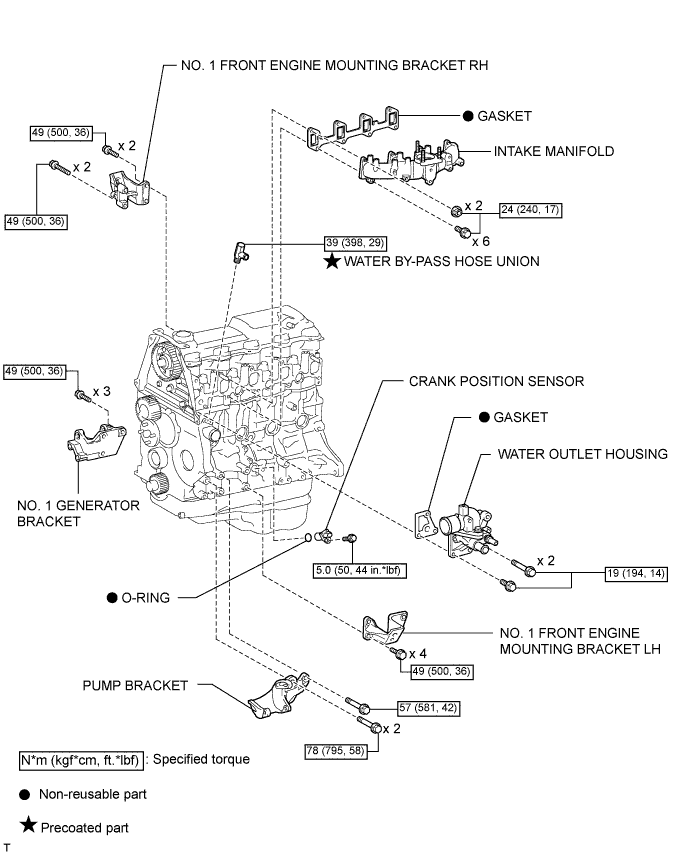 NO. 1 FRONT ENGINE MOUNTING BRACKET RH
GASKET
49 (500, 36)
x 2
INTAKE MANIFOLD
x 2
49 (500, 36)
x 2
24 (240, 17)
x 6
39 (398, 29)
WATER BY-PASS HOSE UNION
49 (500, 36)
x 3
CRANK POSITION SENSOR
GASKET
WATER OUTLET HOUSING
NO. 1 GENERATOR
BRACKET
x 2
5.0 (50, 44 in.*lbf)
19 (194, 14)
O-RING
NO. 1 FRONT ENGINE
MOUNTING BRACKET LH
x 4
49 (500, 36)
PUMP BRACKET
57 (581, 42)
x 2
78 (795, 58)
N*m (kgf*cm, ft.*lbf) : Specified torque
Non-reusable part
Precoated part
T